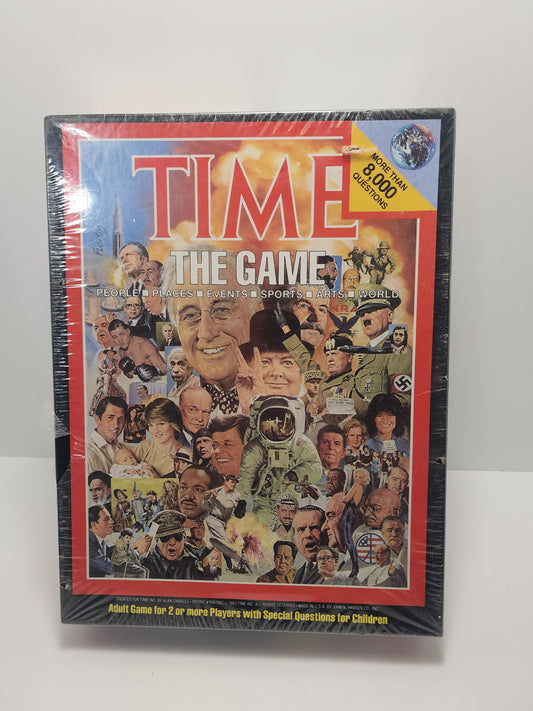 TIME
MORE THAN
8,000
QUESTIONS
THE GAME
PEOPLE ■ PLACES ■ EVENTS ■ SPORTS ■ ARTS ■ WORLD
Adult Game for 2 or more Players with Special Questions for Children